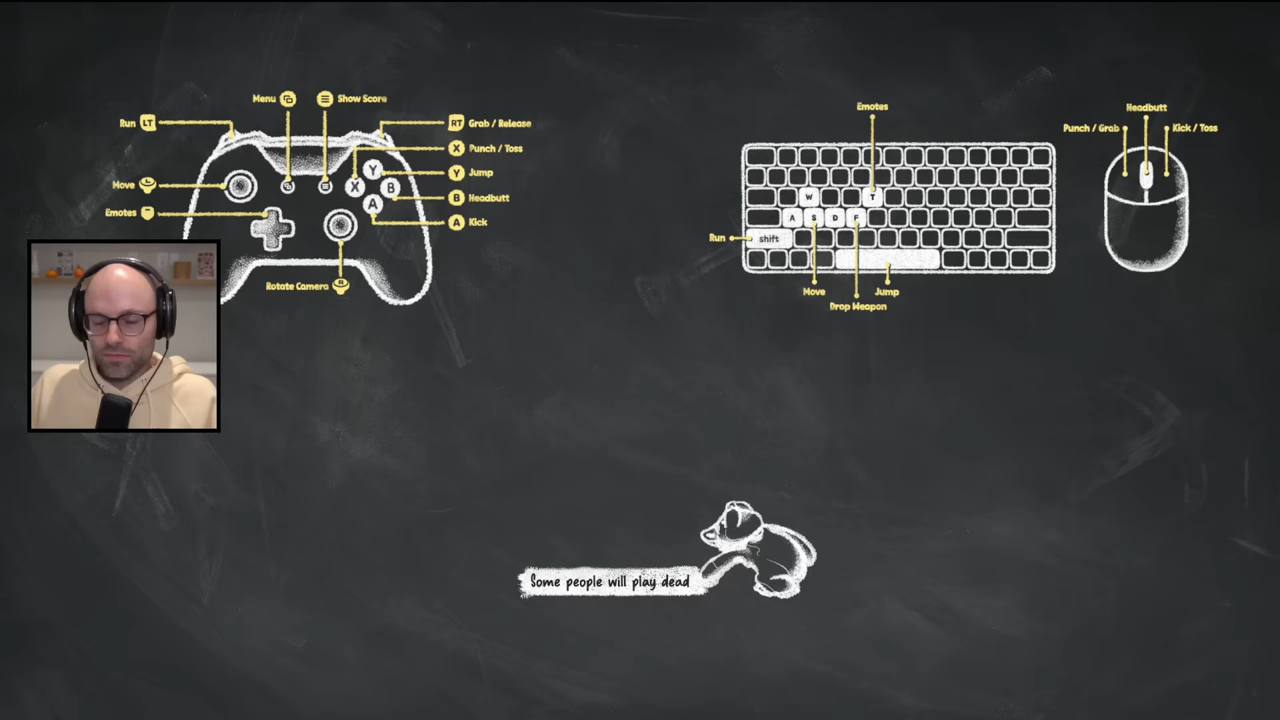 Menu
Show Score
Run LT
RT Grab / Release
X Punch / Toss
Y Jump
B Headbutt
A Kick
Move
Emotes
Rotate Camera
Y
X
B
A
Emotes
Headbutt
Punch / Grab
Kick / Toss
W
A
D
Run
shift
Move
Jump
Drop Weapon
Some people will play dead